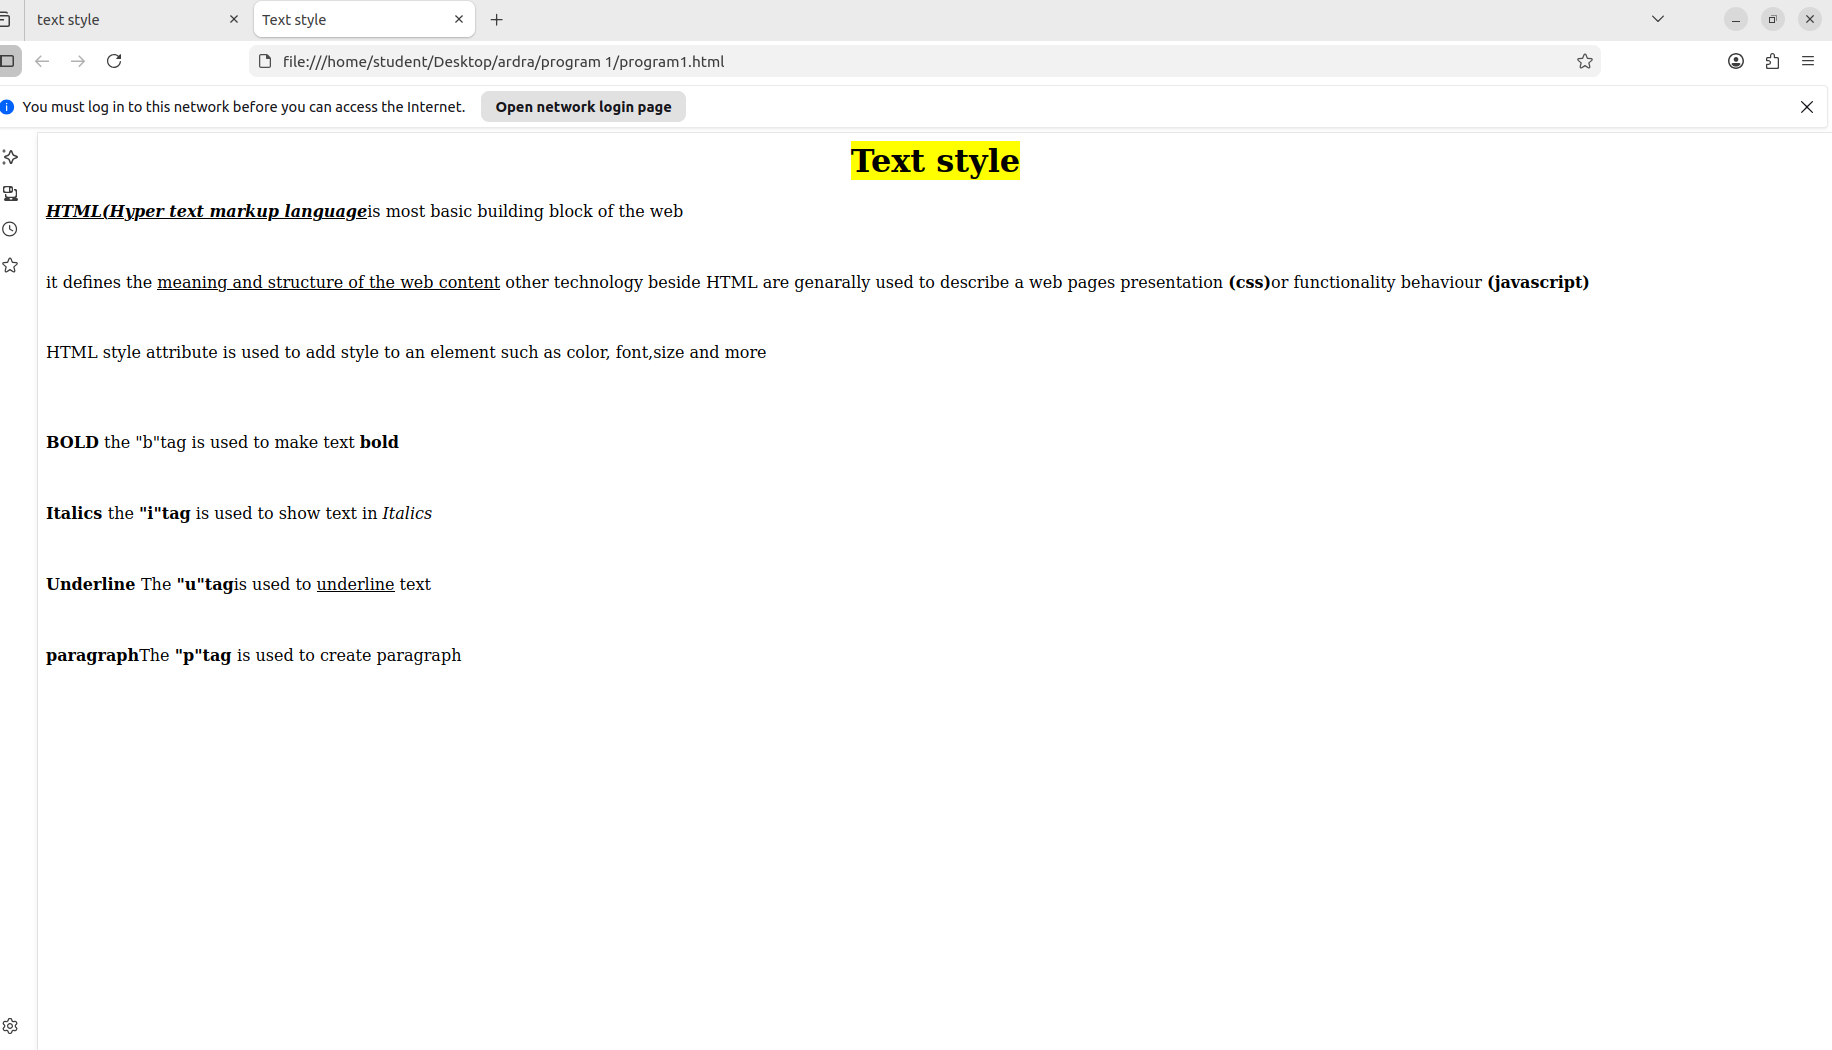 text style
Text style
file:///home/student/Desktop/ardra/program 1/program1.html
You must log in to this network before you can access the Internet. Open network login page
Text style
HTML(Hyper text markup languageis most basic building block of the web
it defines the meaning and structure of the web content other technology beside HTML are genarally used to describe a web pages presentation (css)or functionality behaviour (javascript)
HTML style attribute is used to add style to an element such as color, font,size and more
BOLD the "b"tag is used to make text bold
Italics the "i"tag is used to show text in Italics
Underline The "u"tagis used to underline text
paragraphThe "p"tag is used to create paragraph